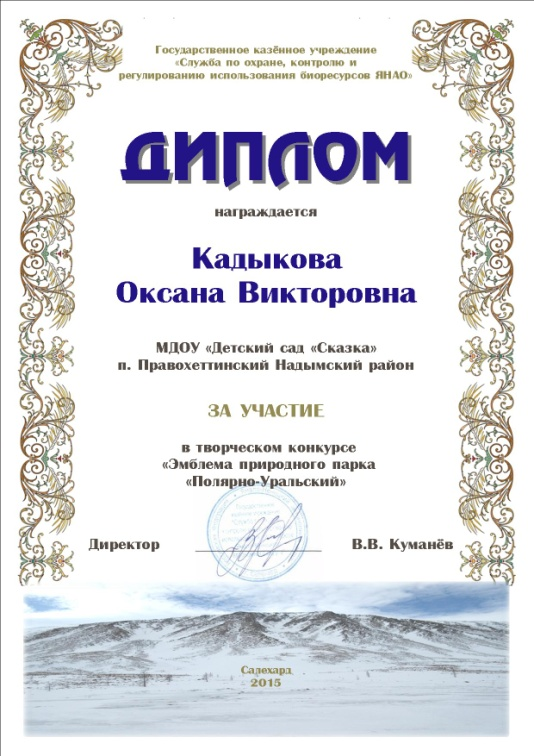 Государственное казённое учреждение
«Служба по охране, контролю и
регулированию использования биоресурсов ЯНАО»
ДИПЛОМ
награждается
Кадыкова
Оксана Викторовна
МДОУ «Детский сад «Сказка»
п. Правохеттинский Надымский район
ЗА УЧАСТИЕ
в творческом конкурсе
«Эмблема природного парка
«Полярно-Уральский»
Директор В.В. Куманёв
Салехард
2015